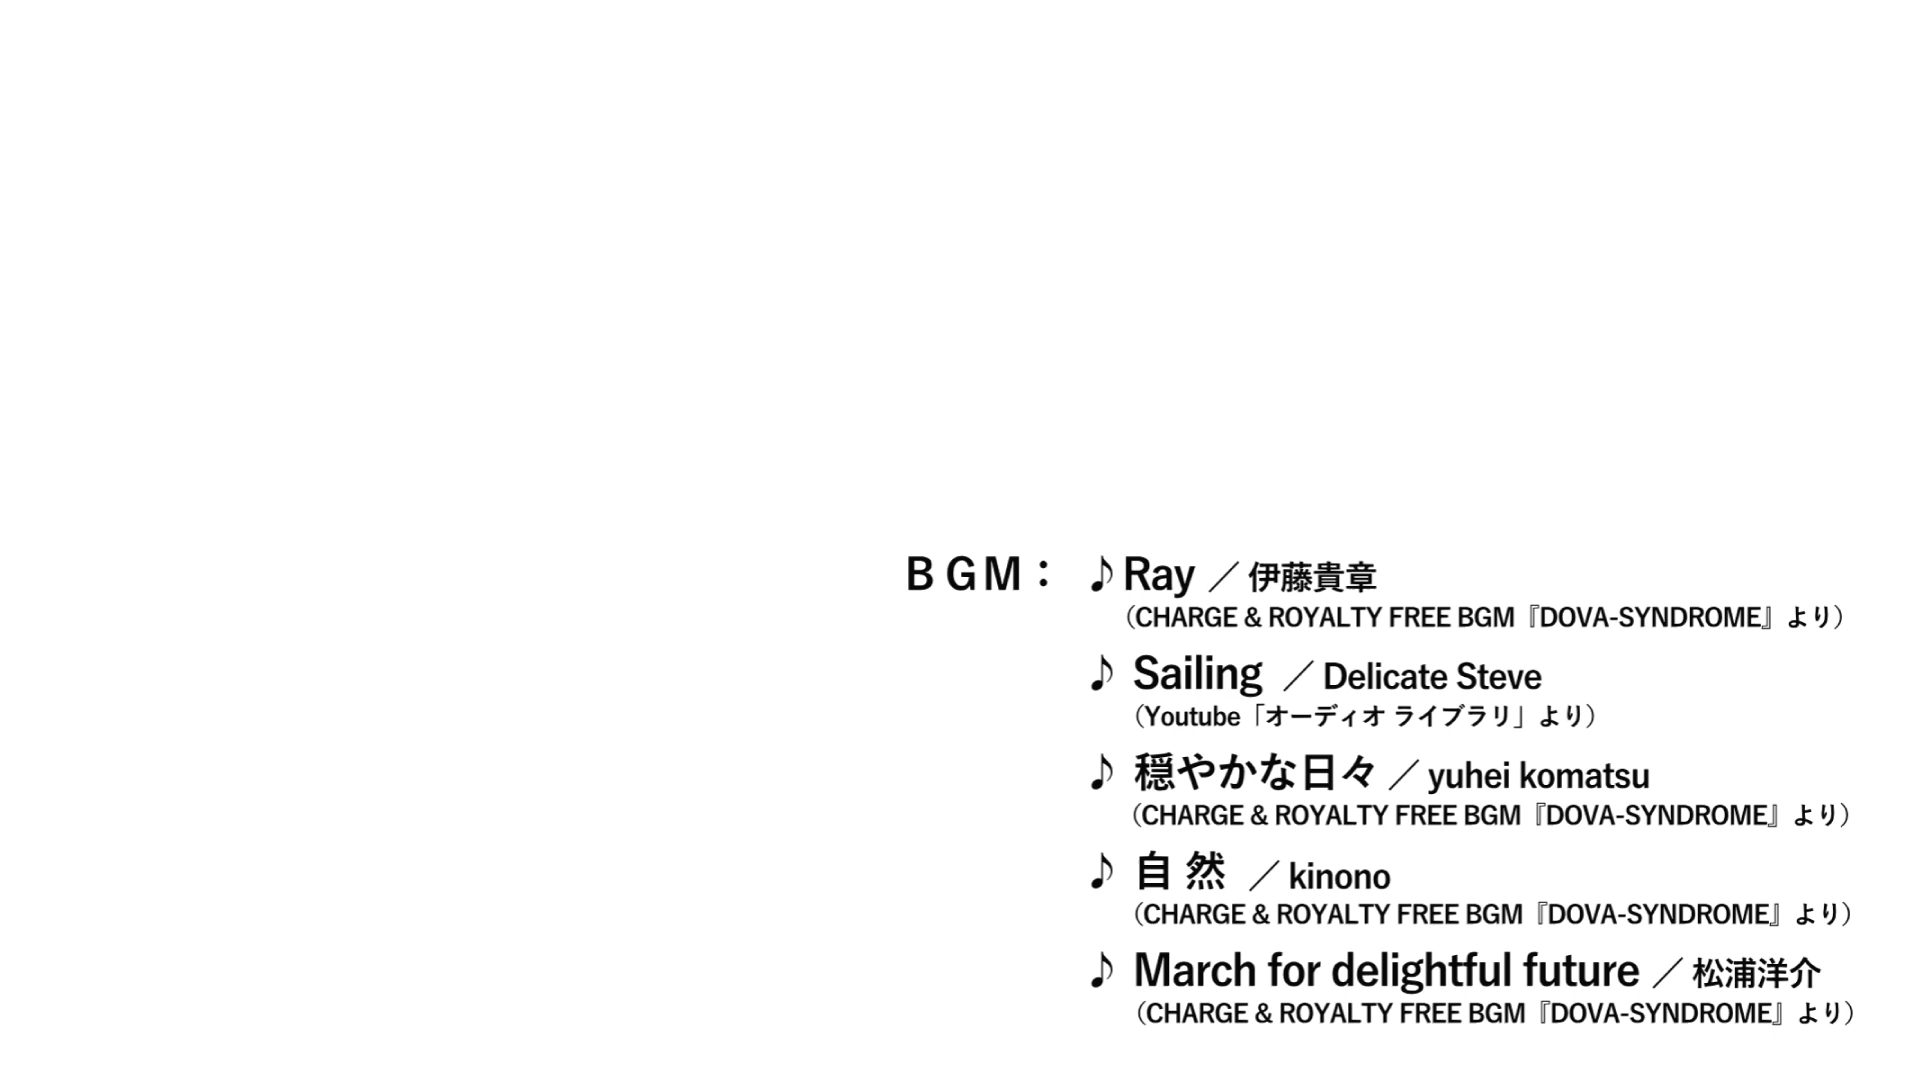 BGM： ♪Ray ／ 伊藤貴章
（CHARGE & ROYALTY FREE BGM『DOVA-SYNDROME』より）
♪ Sailing ／ Delicate Steve
（Youtube「オーディオ ライブラリ」より）
♪ 穏やかな日々 ／ yuhei komatsu
（CHARGE & ROYALTY FREE BGM『DOVA-SYNDROME』より）
♪ 自 然 ／ kinono
（CHARGE & ROYALTY FREE BGM『DOVA-SYNDROME』より）
♪ March for delightful future ／ 松浦洋介
（CHARGE & ROYALTY FREE BGM『DOVA-SYNDROME』より）